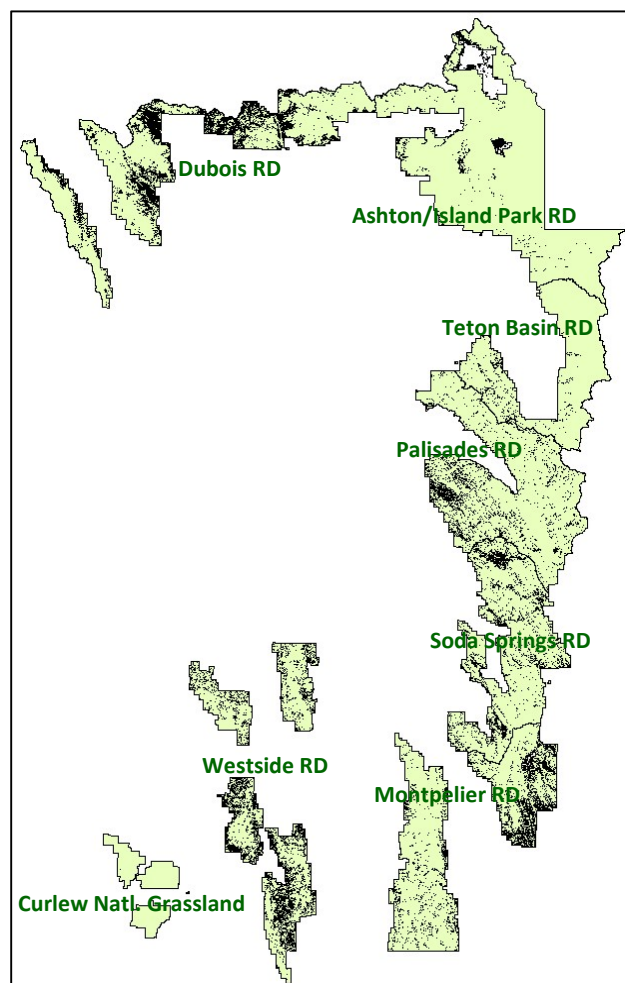 Dubois RD
Ashton/Island Park RD
Teton Basin RD
Palisades RD
Soda Springs RD
Westside RD
Montpelier RD
Curlew Natl. Grassland